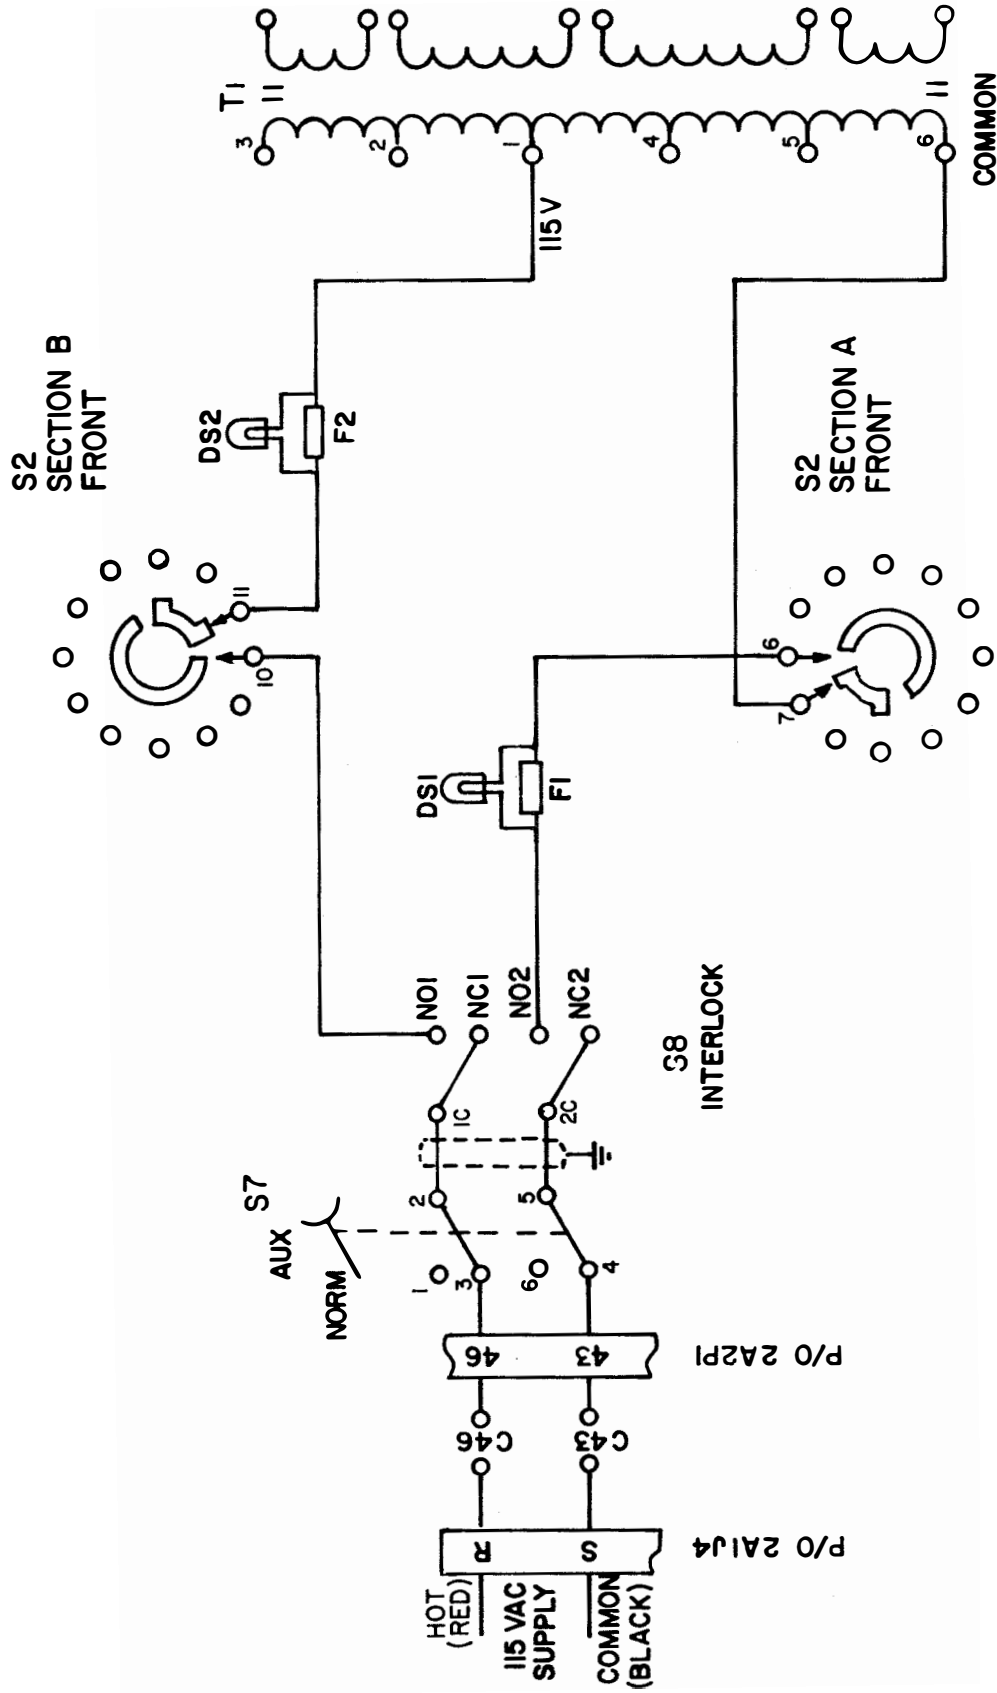 S2
SECTION B
FRONT
T1
3
2
1
4
5
6
COMMON
115V
DS2
F2
11
10
S2
SECTION A
FRONT
6
7
DS1
F1
NO1
NC1
NO2
NC2
S8
INTERLOCK
1C
2C
S7
AUX
NORM
2
5
1
3
6
4
46
43
P/O 2A2P1
C46
C43
R
S
P/O 2A1J4
HOT
(RED)
115 VAC
SUPPLY
COMMON
(BLACK)